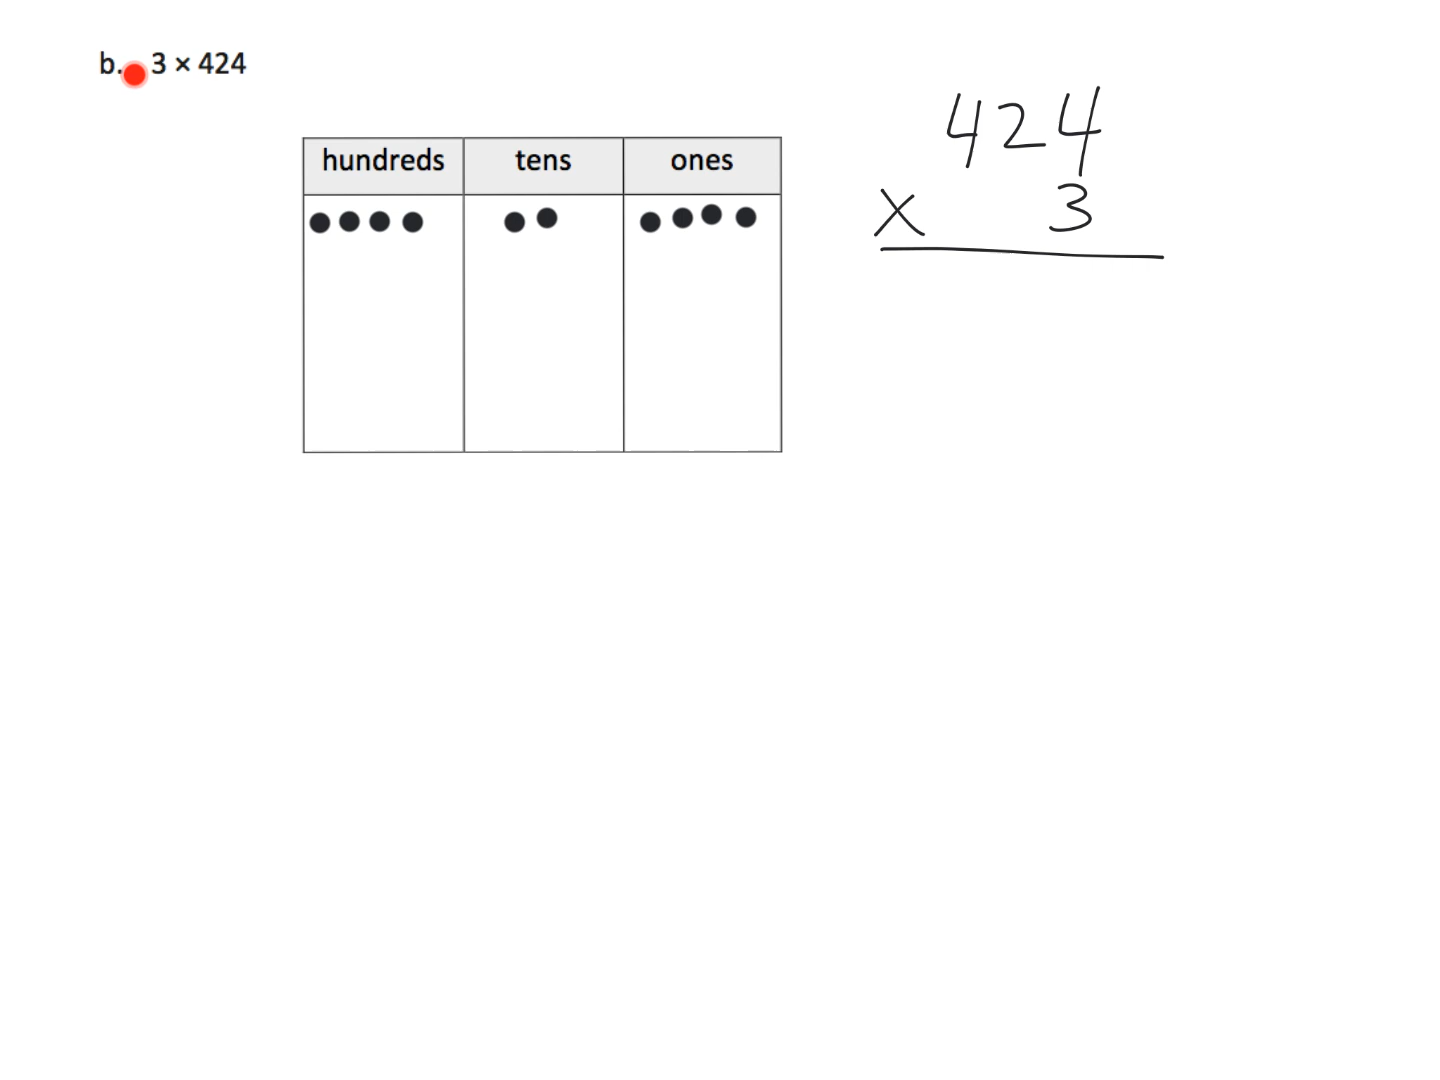 b. 3 × 424
hundreds tens ones
424
x 3